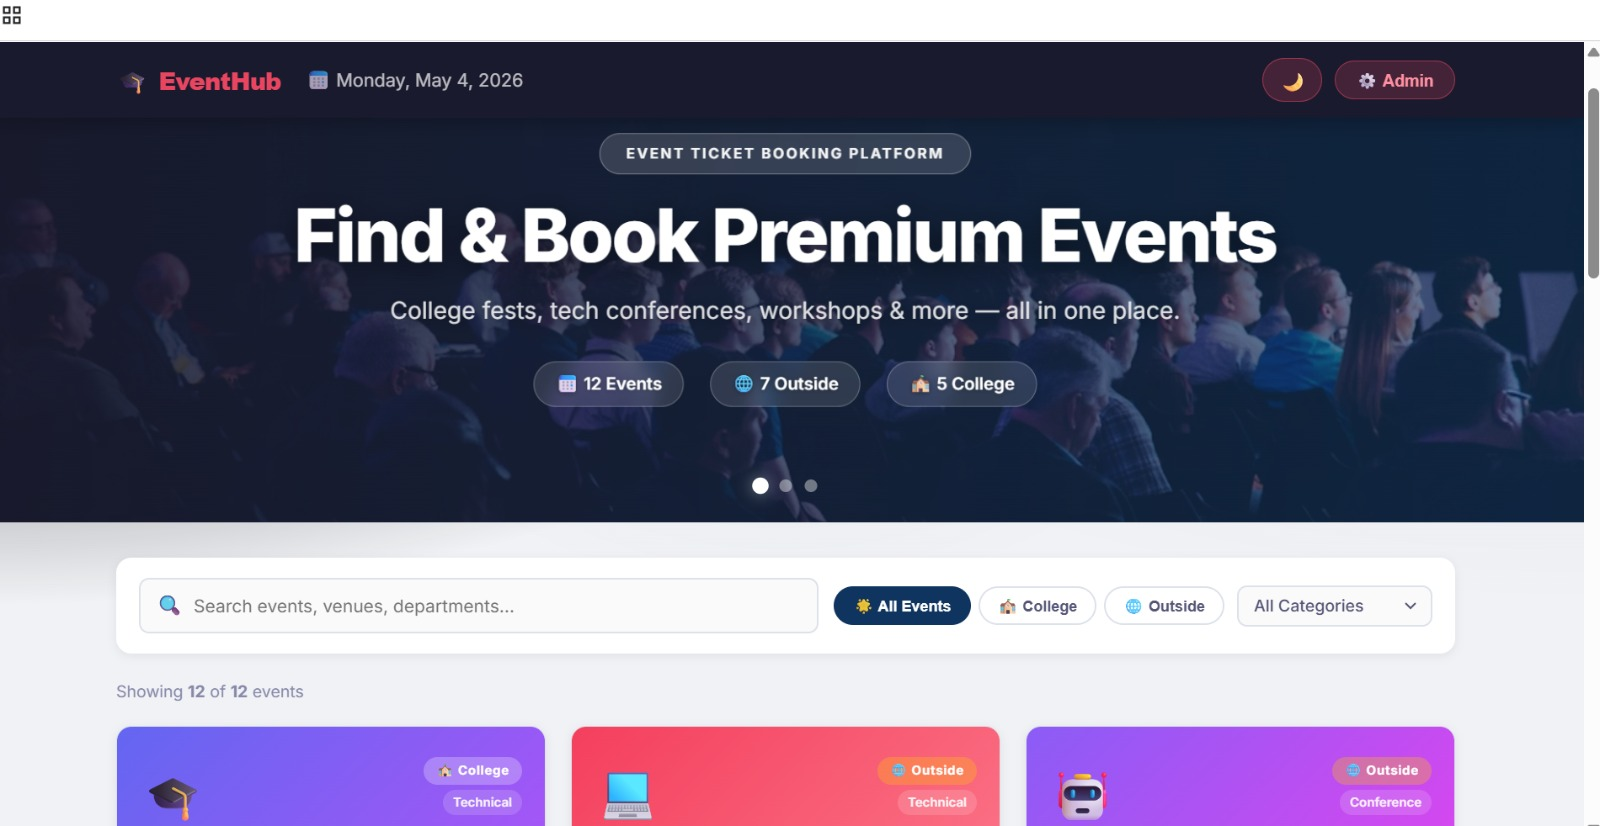 EventHub
Monday, May 4, 2026
Admin
EVENT TICKET BOOKING PLATFORM
Find & Book Premium Events
College fests, tech conferences, workshops & more — all in one place.
12 Events
7 Outside
5 College
Search events, venues, departments...
All Events
College
Outside
All Categories
Showing 12 of 12 events
College
Technical
Outside
Technical
Outside
Conference